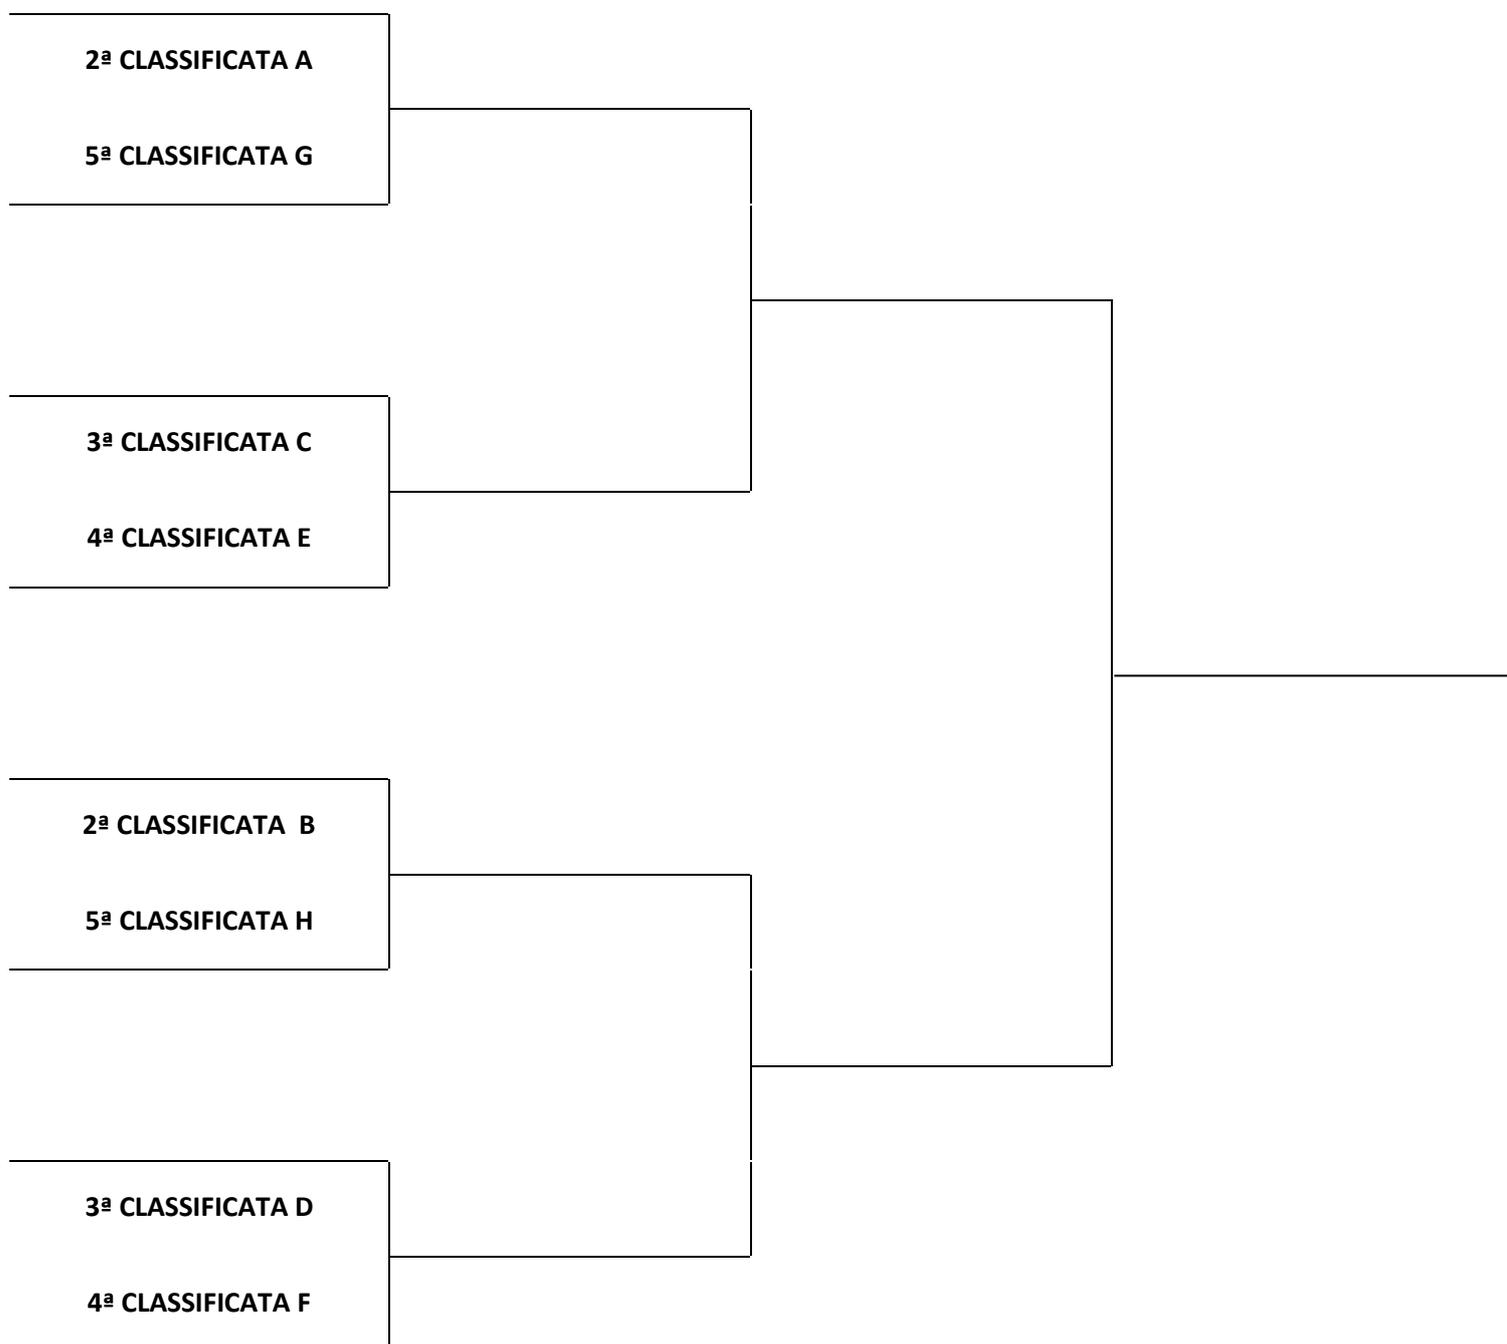 2ª CLASSIFICATA A
5ª CLASSIFICATA G
3ª CLASSIFICATA C
4ª CLASSIFICATA E
2ª CLASSIFICATA  B
5ª CLASSIFICATA H
3ª CLASSIFICATA D
4ª CLASSIFICATA F